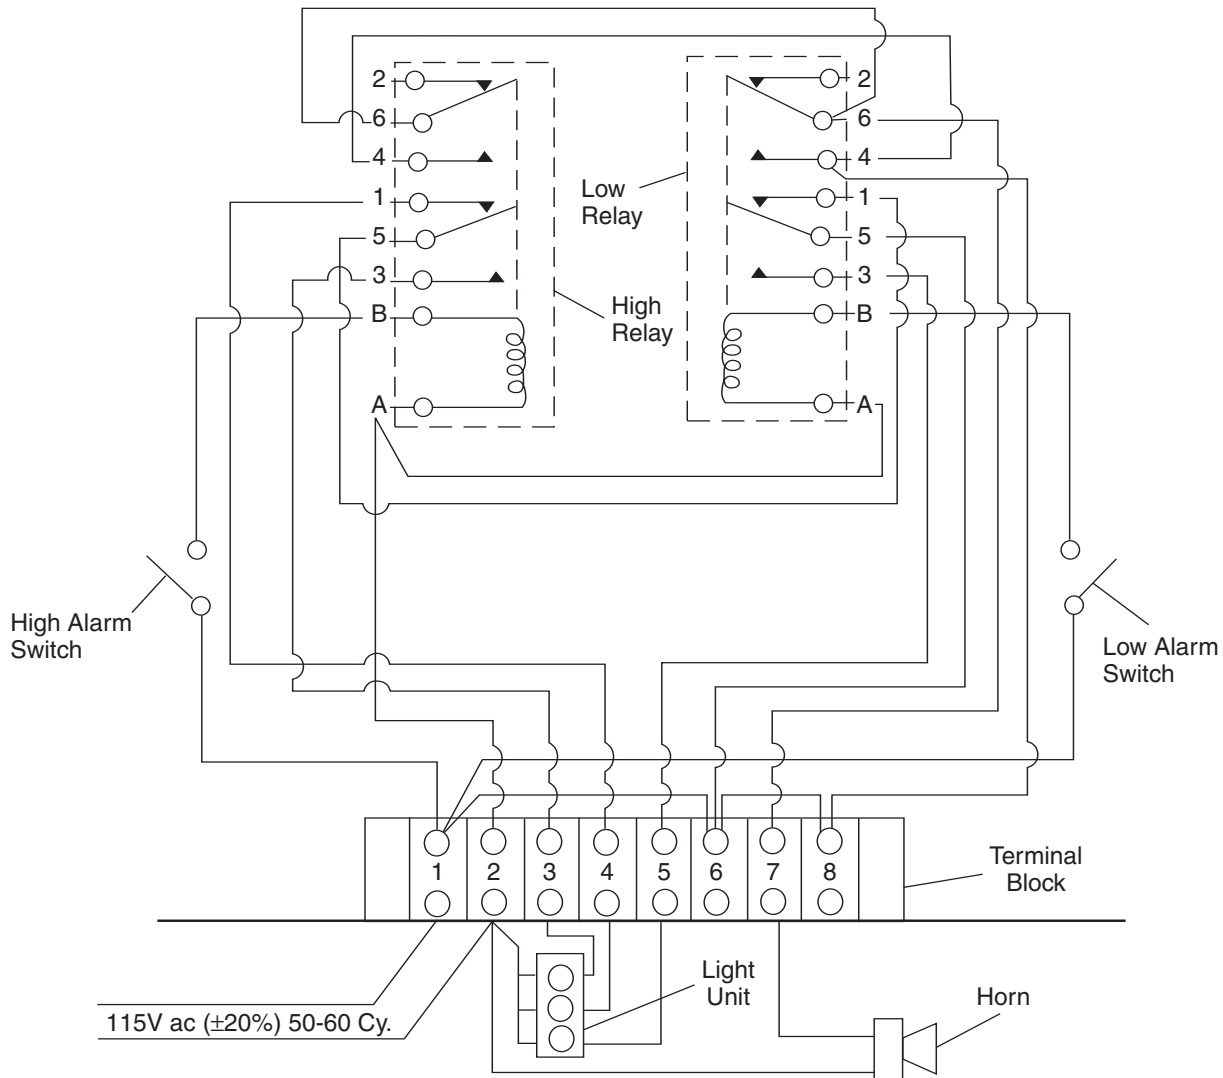 2
6
4
1
5
3
B
A
2
6
4
1
5
3
B
A
Low
Relay
High
Relay
High Alarm
Switch
Low Alarm
Switch
1 2 3 4 5 6 7 8
Terminal
Block
Light
Unit
Horn
115V ac (±20%) 50-60 Cy.